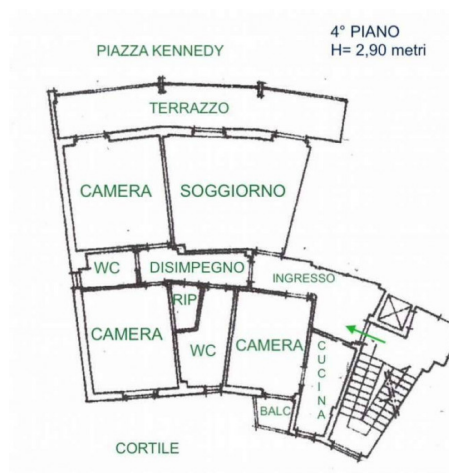 4° PIANO
H= 2,90 metri
PIAZZA KENNEDY
TERRAZZO
CAMERA
SOGGIORNO
WC
DISIMPEGNO
INGRESSO
RIP
CAMERA
WC
CAMERA
CUCINA
BALC
CORTILE